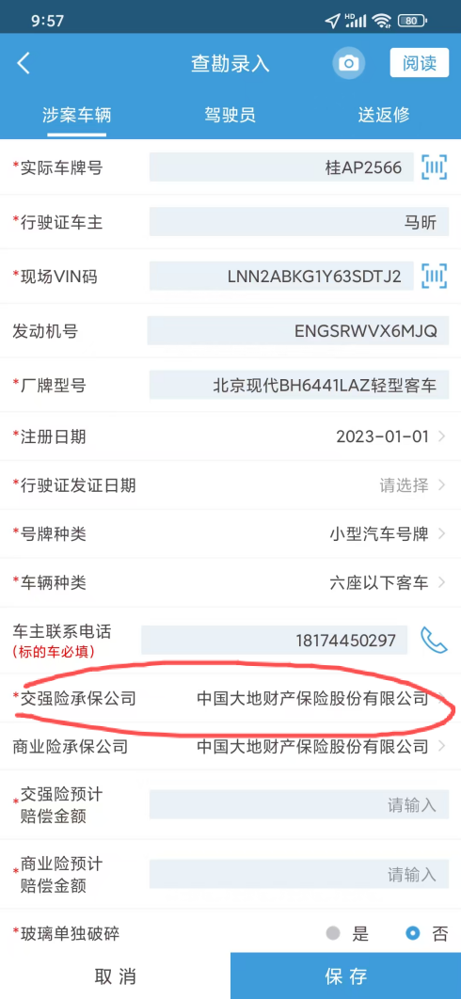 9:57
HD
80
查勘录入
阅读
涉案车辆
驾驶员
送返修
*实际车牌号
桂AP2566
*行驶证车主
马昕
*现场VIN码
LNN2ABKG1Y63SDTJ2
发动机号
ENGSRWVX6MJQ
*厂牌型号
北京现代BH6441LAZ轻型客车
*注册日期
2023-01-01
*行驶证发证日期
请选择
*号牌种类
小型汽车号牌
*车辆种类
六座以下客车
车主联系电话
(标的车必填)
18174450297
*交强险承保公司
中国大地财产保险股份有限公司
商业险承保公司
中国大地财产保险股份有限公司
*交强险预计
赔偿金额
请输入
*商业险预计
赔偿金额
请输入
*玻璃单独破碎
是
否
取消
保存